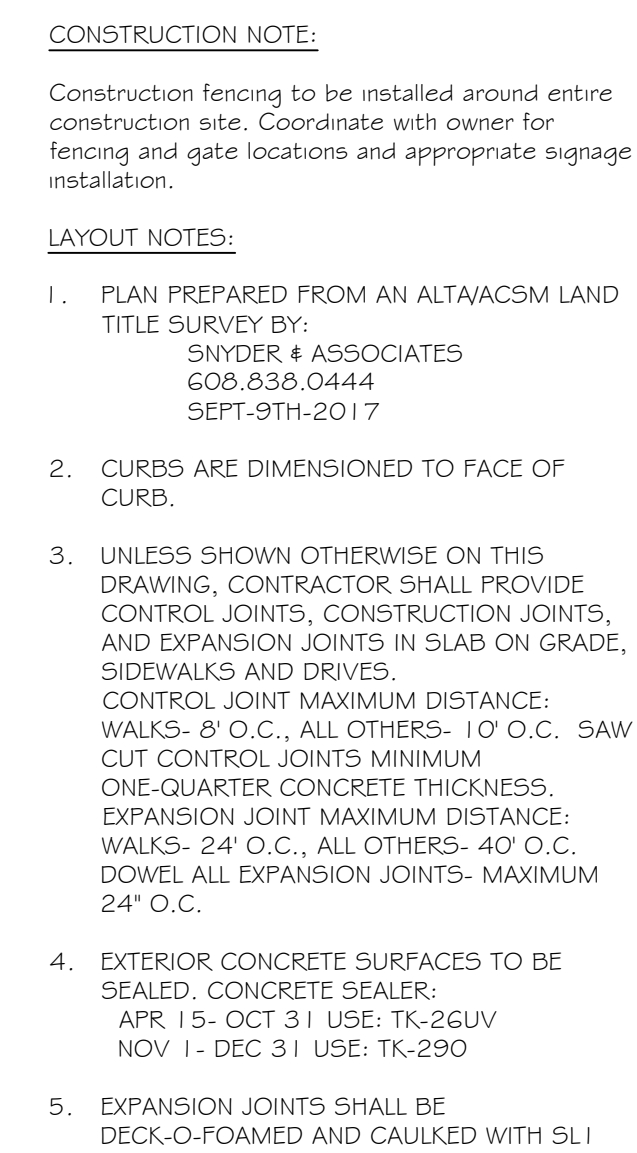 CONSTRUCTION NOTE:
Construction fencing to be installed around entire
construction site. Coordinate with owner for
fencing and gate locations and appropriate signage
installation.
LAYOUT NOTES:
1. PLAN PREPARED FROM AN ALTA/ACSM LAND
TITLE SURVEY BY:
SNYDER & ASSOCIATES
608.838.0444
SEPT-9TH-2017
2. CURBS ARE DIMENSIONED TO FACE OF
CURB.
3. UNLESS SHOWN OTHERWISE ON THIS
DRAWING, CONTRACTOR SHALL PROVIDE
CONTROL JOINTS, CONSTRUCTION JOINTS,
AND EXPANSION JOINTS IN SLAB ON GRADE,
SIDEWALKS AND DRIVES.
CONTROL JOINT MAXIMUM DISTANCE:
WALKS- 8' O.C., ALL OTHERS- 10' O.C. SAW
CUT CONTROL JOINTS MINIMUM
ONE-QUARTER CONCRETE THICKNESS.
EXPANSION JOINT MAXIMUM DISTANCE:
WALKS- 24' O.C., ALL OTHERS- 40' O.C.
DOWEL ALL EXPANSION JOINTS- MAXIMUM
24" O.C.
4. EXTERIOR CONCRETE SURFACES TO BE
SEALED. CONCRETE SEALER:
APR 15- OCT 31 USE: TK-26UV
NOV 1- DEC 31 USE: TK-290
5. EXPANSION JOINTS SHALL BE
DECK-O-FOAMED AND CAULKED WITH SL1